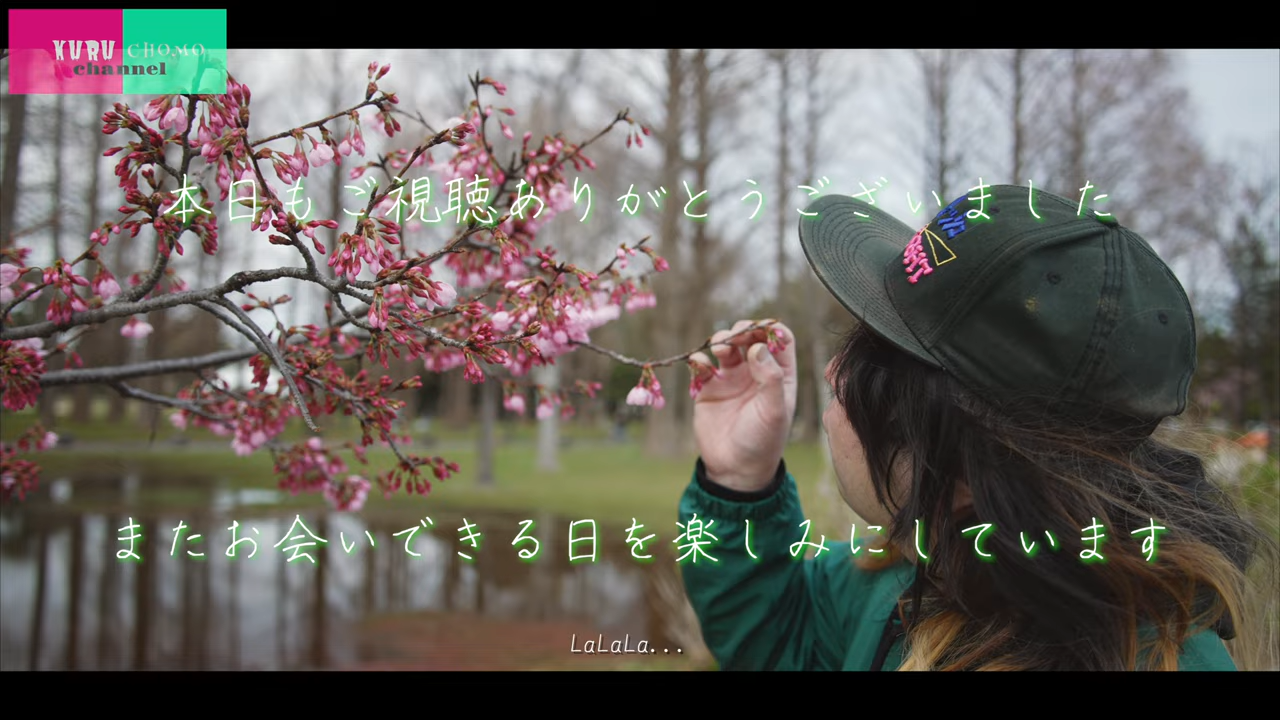 KURU CHOMO
channel
本日もご視聴ありがとうございました
またお会いできる日を楽しみにしています
LaLaLa...